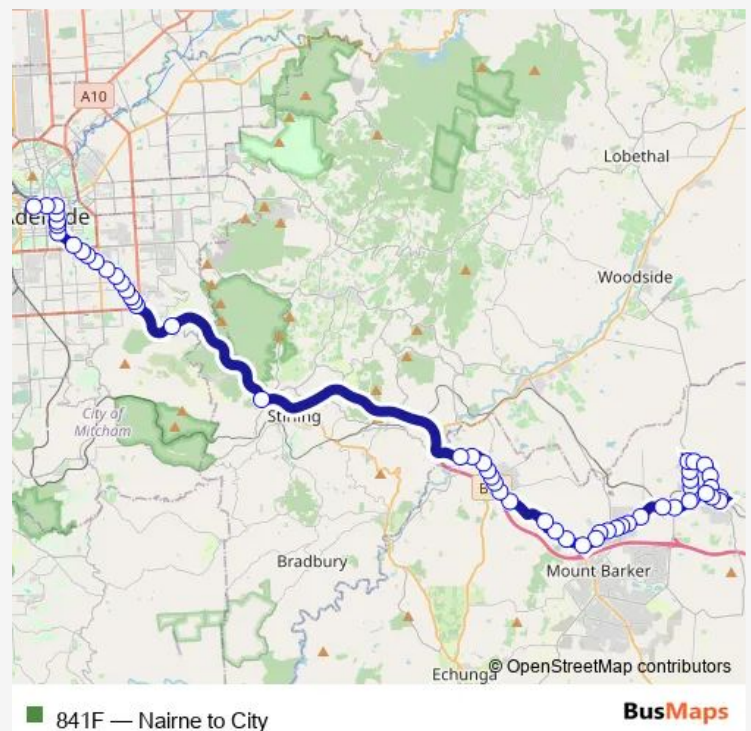 A10
Lobethal
Adelaide
Woodside
City of
Mitcham
Stirling
B
Bradbury
Mount Barker
Echunga
© OpenStreetMap contributors
841F — Nairne to City
BusMaps